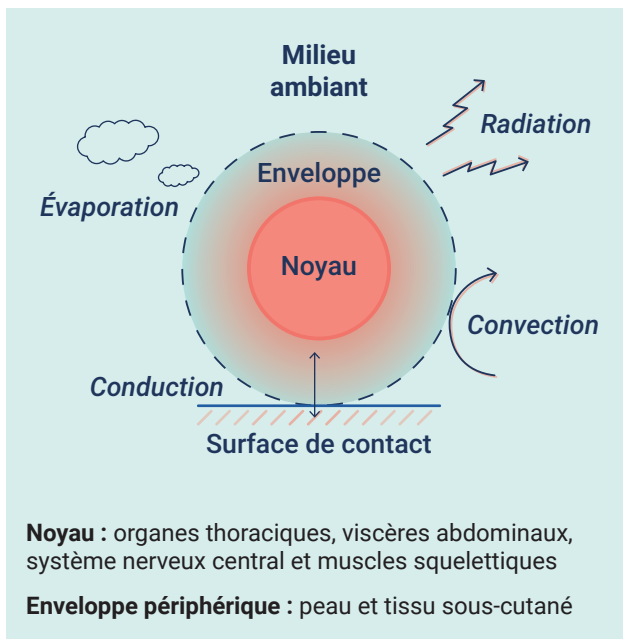 Milieu
ambiant
Radiation
Enveloppe
Évaporation
Noyau
Convection
Conduction
Surface de contact
Noyau : organes thoraciques, viscères abdominaux,
système nerveux central et muscles squelettiques
Enveloppe périphérique : peau et tissu sous-cutané